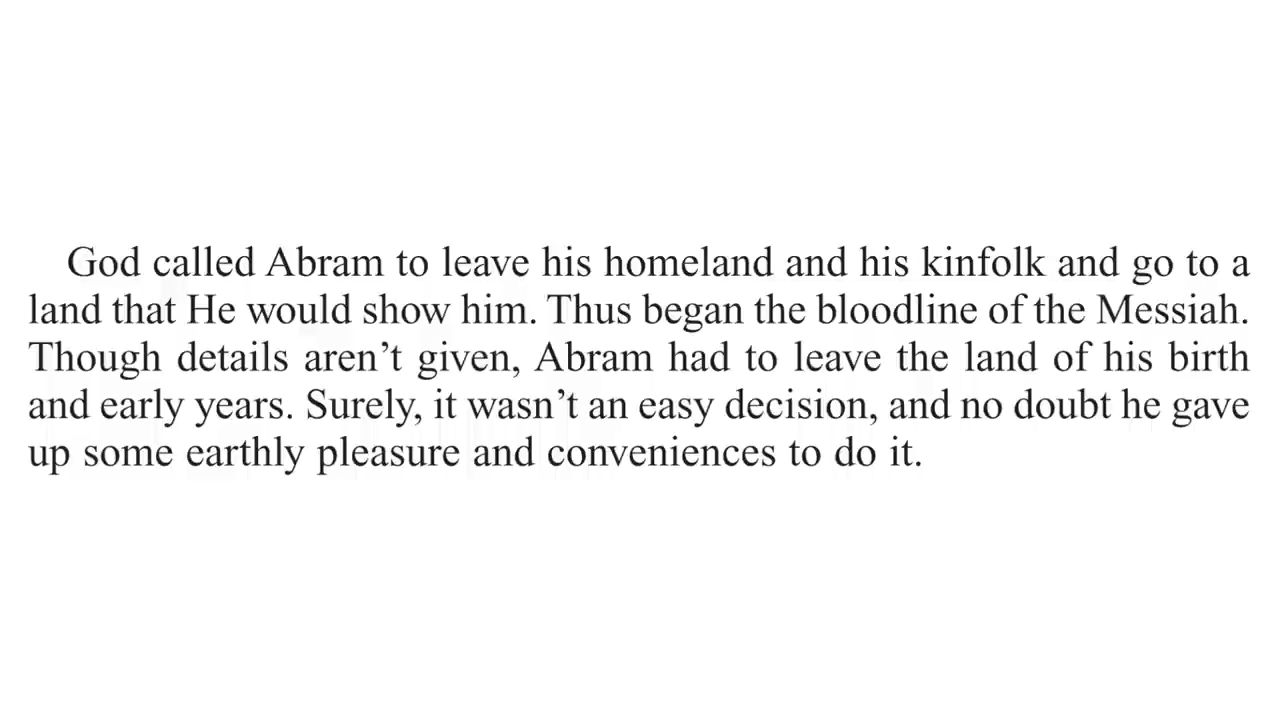 God called Abram to leave his homeland and his kinfolk and go to a
land that He would show him. Thus began the bloodline of the Messiah.
Though details aren’t given, Abram had to leave the land of his birth
and early years. Surely, it wasn’t an easy decision, and no doubt he gave
up some earthly pleasure and conveniences to do it.